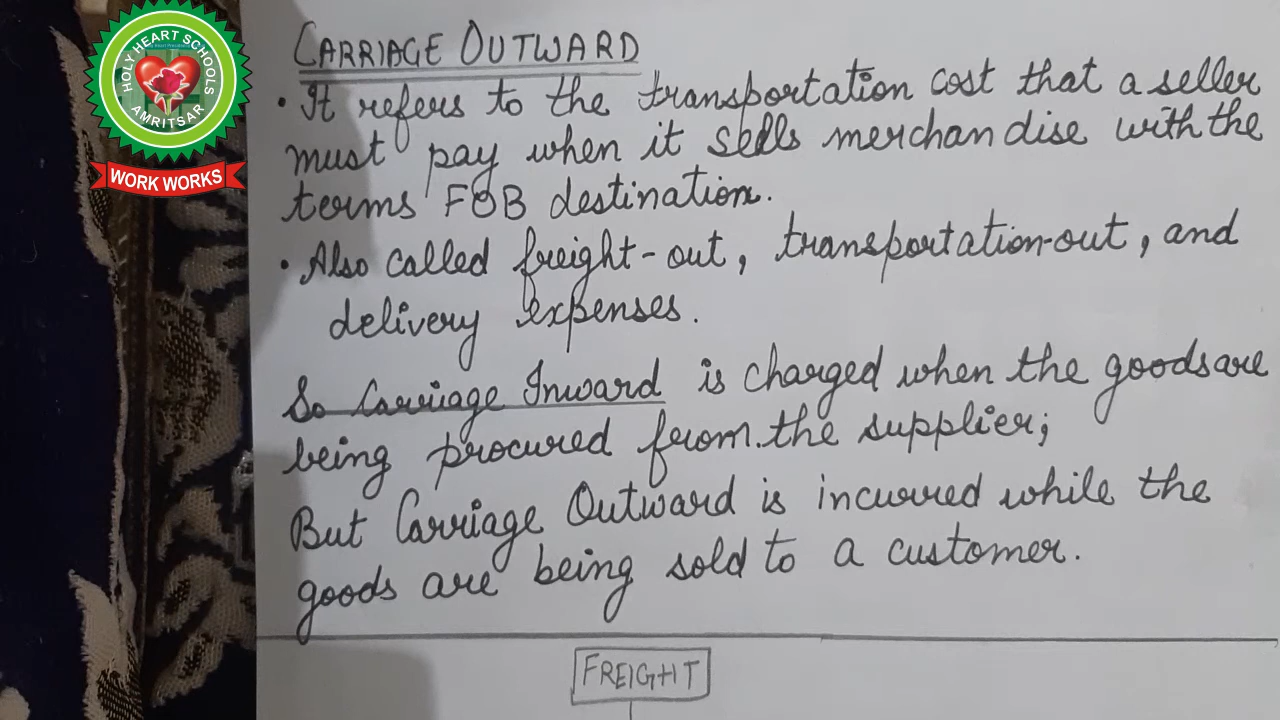 HOLY HEART SCHOOLS
AMRITSAR
WORK WORKS
CARRIAGE OUTWARD
• It refers to the transportation cost that a seller
must pay when it sells merchandise with the
terms FOB destination.
• Also called freight-out, transportation-out, and
delivery expenses.
So Carriage Inward is charged when the goods are
being procured from the supplier;
But Carriage Outward is incurred while the
goods are being sold to a customer.
FREIGHT